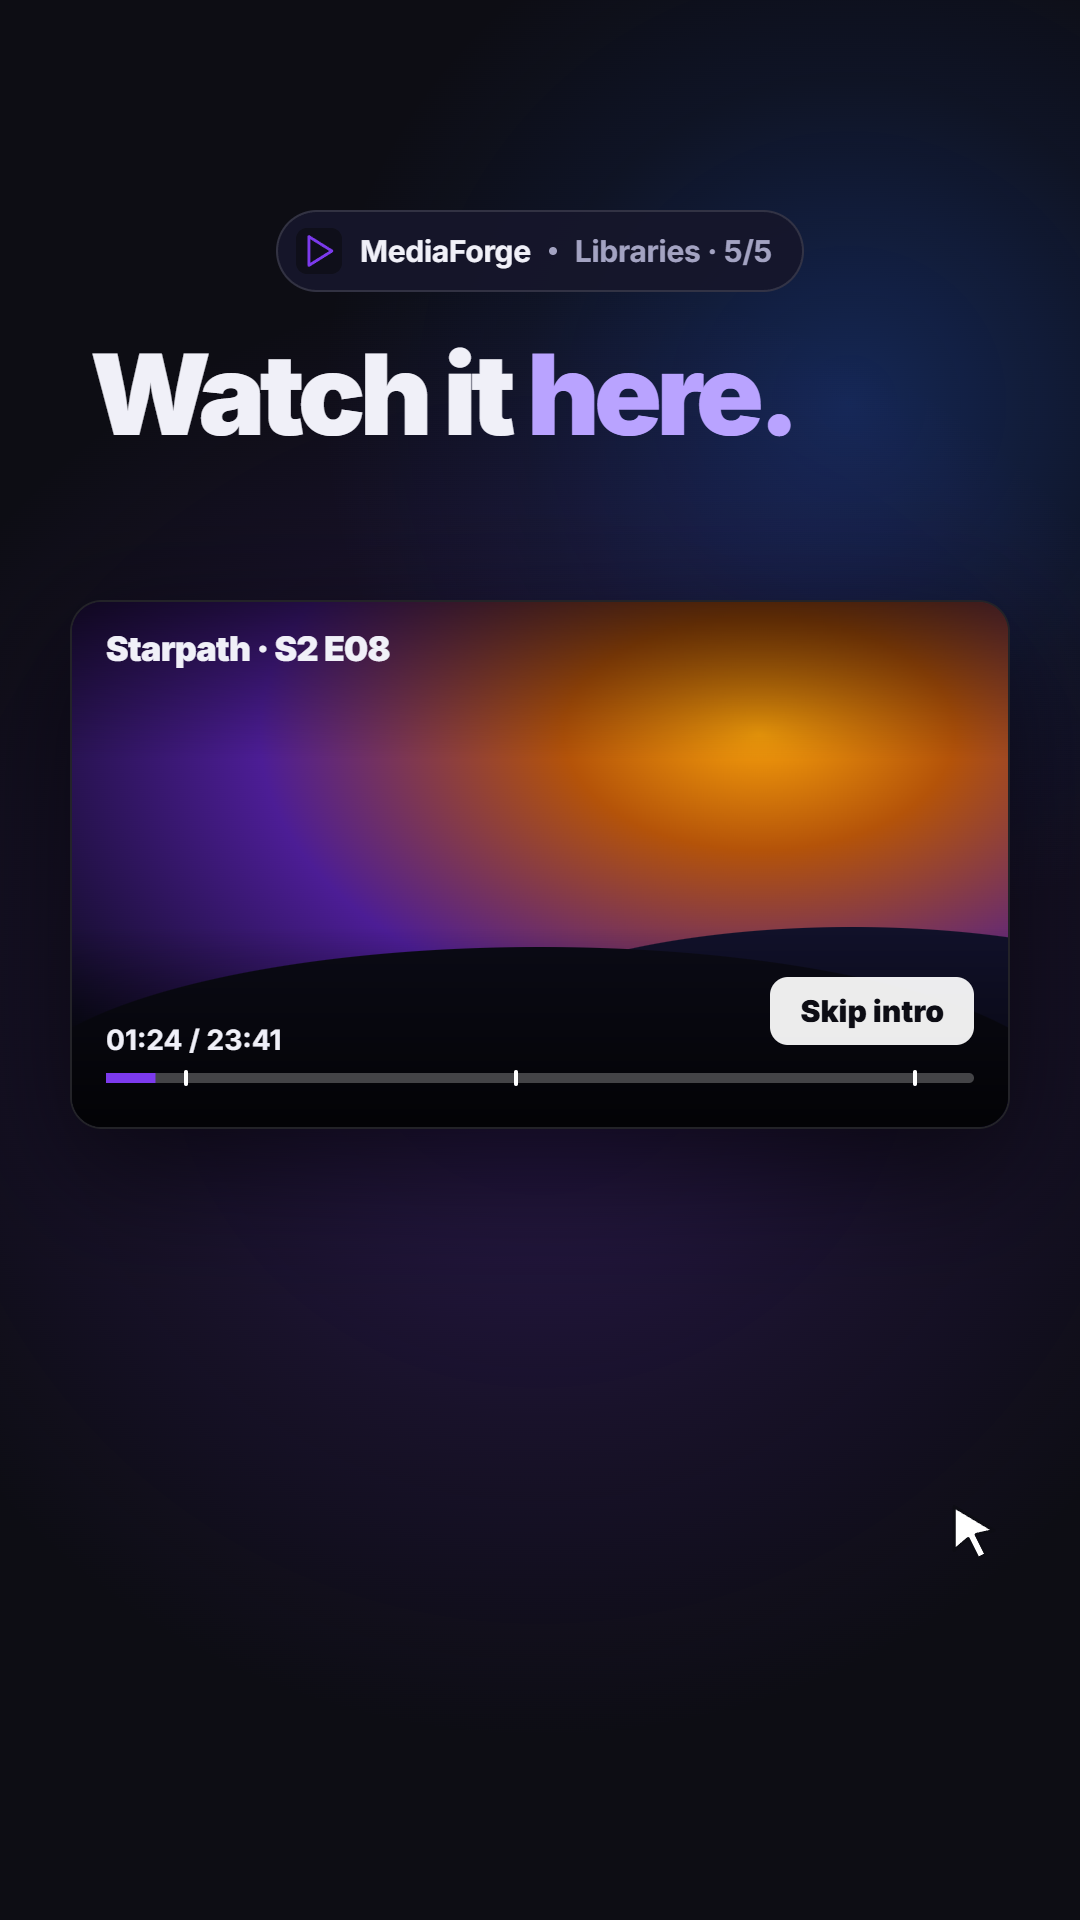 MediaForge • Libraries · 5/5
Watch it here.
Starpath · S2 E08
Skip intro
01:24 / 23:41